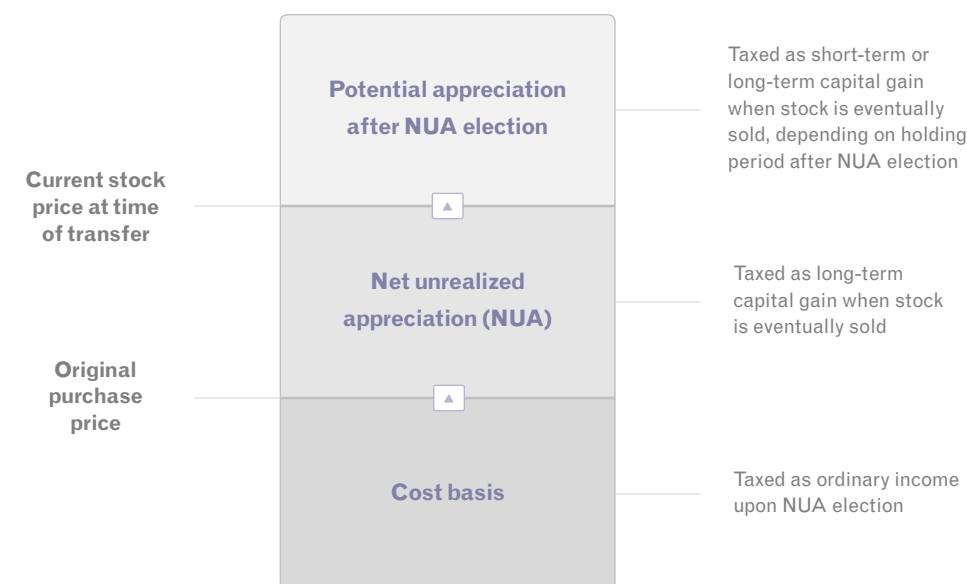 Potential appreciation
after NUA election
Taxed as short-term or
long-term capital gain
when stock is eventually
sold, depending on holding
period after NUA election
Current stock
price at time
of transfer
Net unrealized
appreciation (NUA)
Taxed as long-term
capital gain when stock
is eventually sold
Original
purchase
price
Cost basis
Taxed as ordinary income
upon NUA election